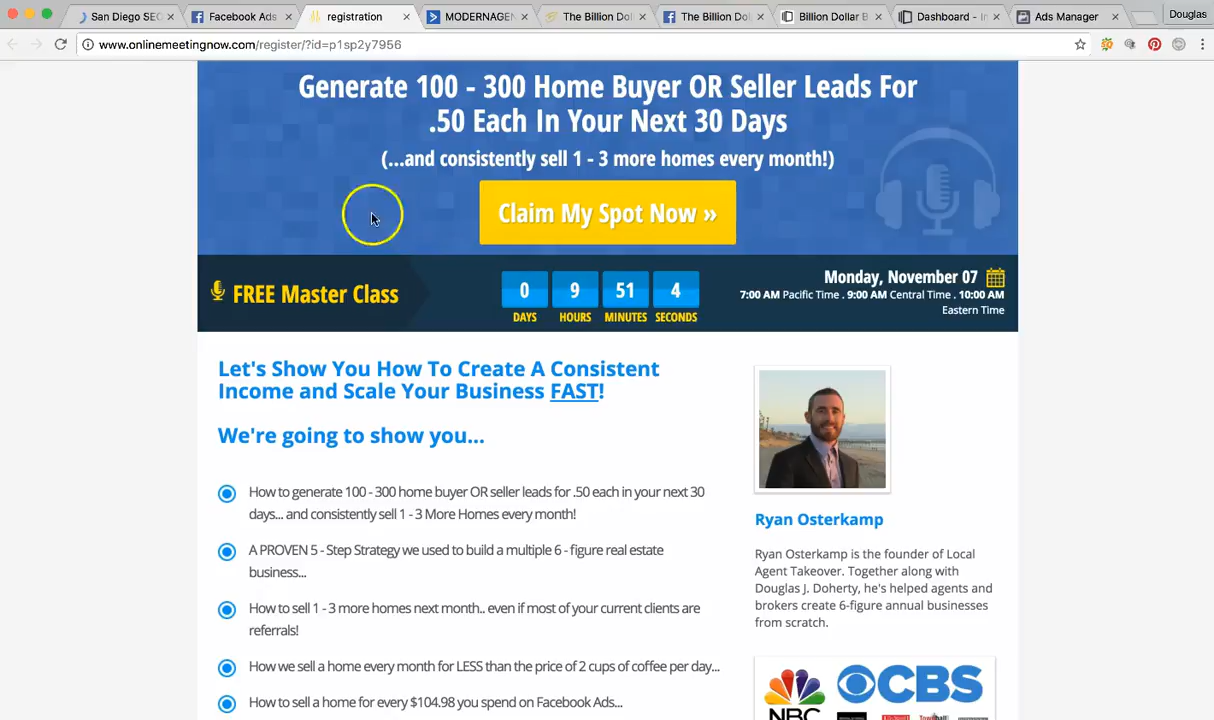 San Diego SEO
Facebook Ads
registration
MODERNAGEN
The Billion Dol
The Billion Dol
Billion Dollar B
Dashboard - In
Ads Manager
Douglas
www.onlinemeetingnow.com/register/?id=p1sp2y7956
Generate 100 - 300 Home Buyer OR Seller Leads For
.50 Each In Your Next 30 Days
(...and consistently sell 1 - 3 more homes every month!)
Claim My Spot Now »
FREE Master Class
0 9 51 4
DAYS HOURS MINUTES SECONDS
Monday, November 07
7:00 AM Pacific Time . 9:00 AM Central Time . 10:00 AM
Eastern Time
Let's Show You How To Create A Consistent
Income and Scale Your Business FAST!
We're going to show you...
How to generate 100 - 300 home buyer OR seller leads for .50 each in your next 30
days... and consistently sell 1 - 3 More Homes every month!
A PROVEN 5 - Step Strategy we used to build a multiple 6 - figure real estate
business...
How to sell 1 - 3 more homes next month.. even if most of your current clients are
referrals!
How we sell a home every month for LESS than the price of 2 cups of coffee per day...
How to sell a home for every $104.98 you spend on Facebook Ads...
Ryan Osterkamp
Ryan Osterkamp is the founder of Local
Agent Takeover. Together along with
Douglas J. Doherty, he's helped agents and
brokers create 6-figure annual businesses
from scratch.
NBC
CBS